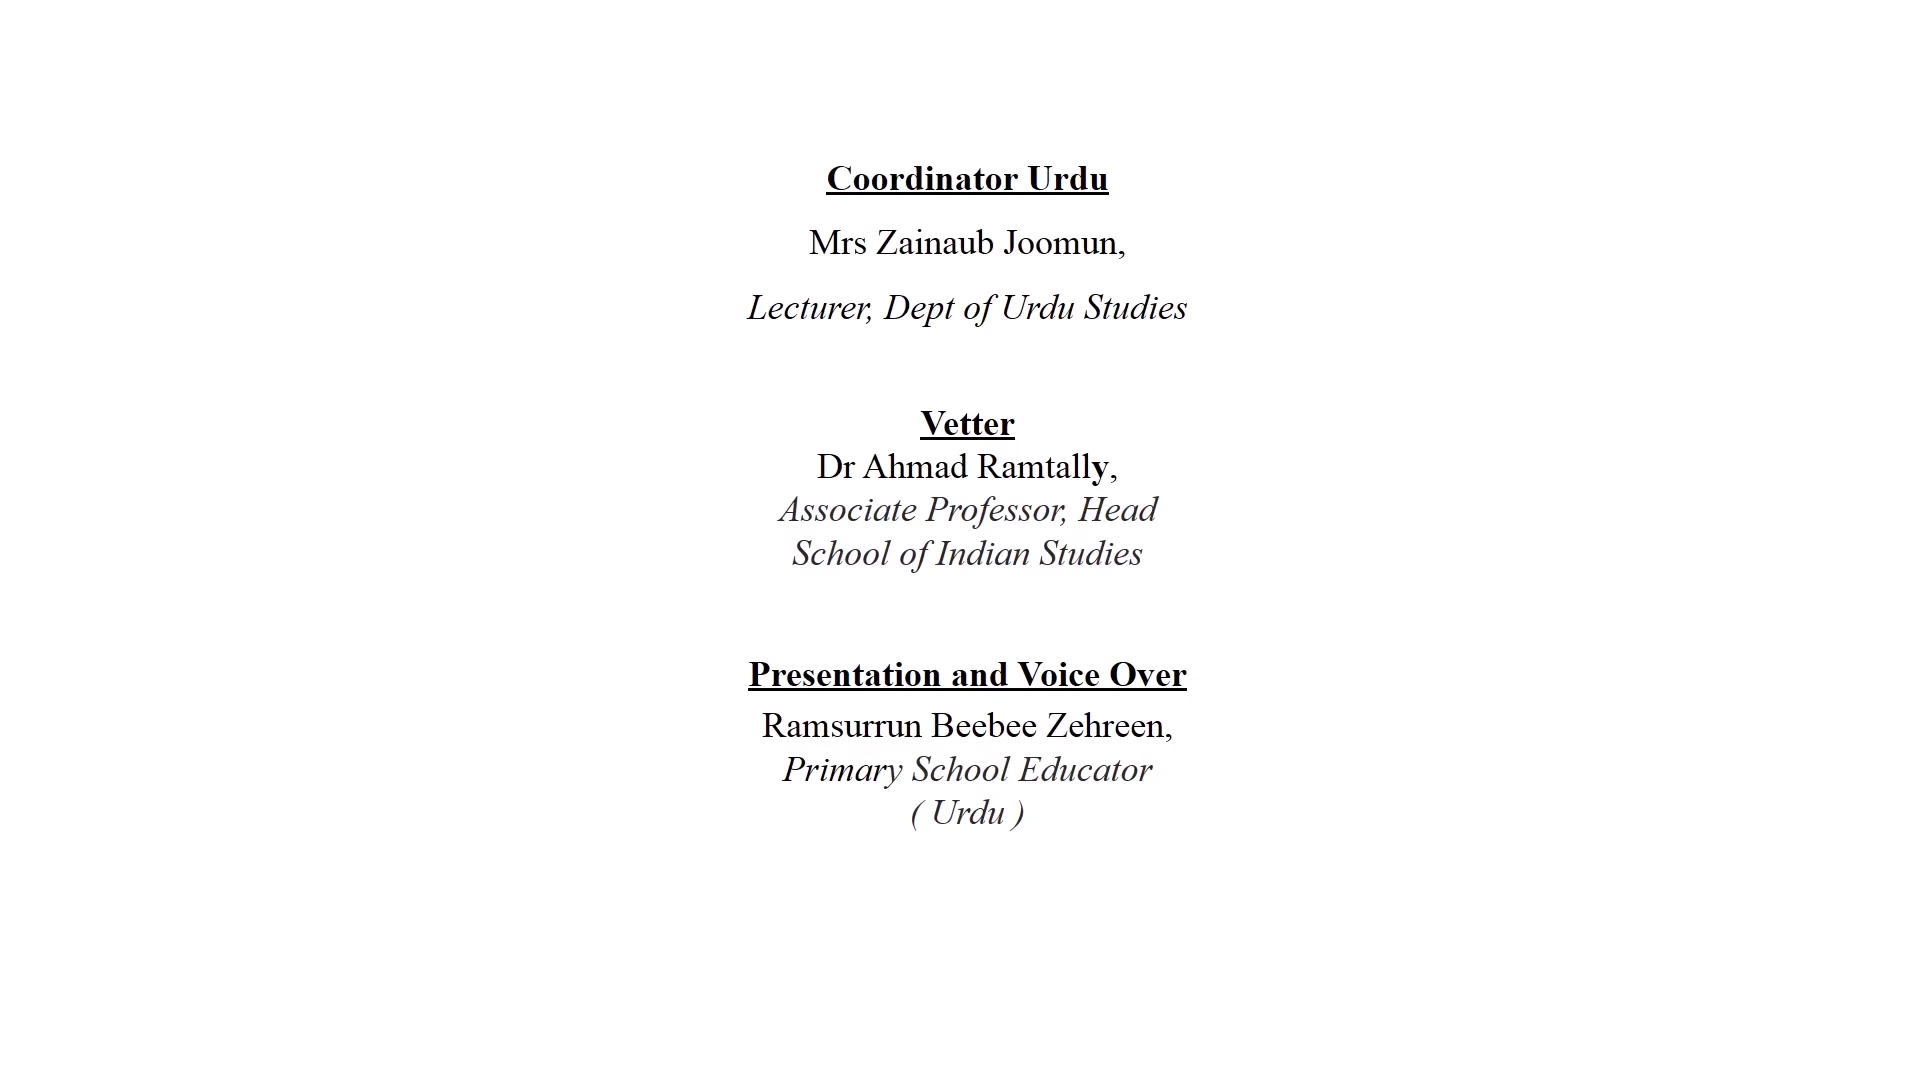 Coordinator Urdu
Mrs Zainaub Joomun,
Lecturer, Dept of Urdu Studies
Vetter
Dr Ahmad Ramtally,
Associate Professor, Head
School of Indian Studies
Presentation and Voice Over
Ramsurrun Beebee Zehreen,
Primary School Educator
( Urdu )